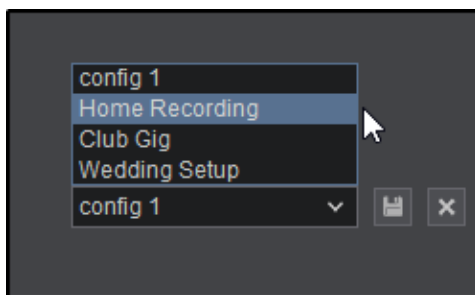 config 1
Home Recording
Club Gig
Wedding Setup
config 1